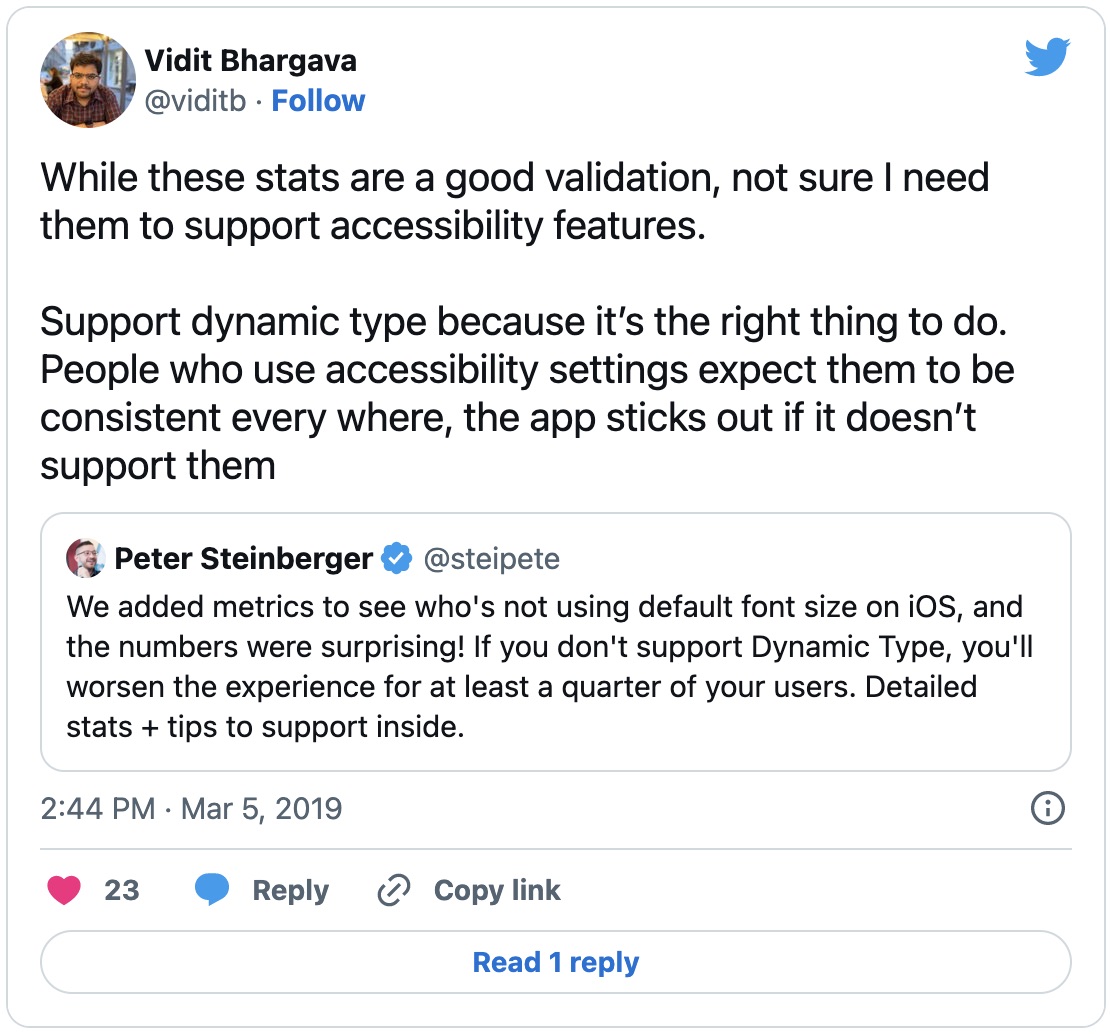 Vidit Bhargava
@viditb · Follow
While these stats are a good validation, not sure I need
them to support accessibility features.
Support dynamic type because it’s the right thing to do.
People who use accessibility settings expect them to be
consistent every where, the app sticks out if it doesn’t
support them
Peter Steinberger @steipete
We added metrics to see who's not using default font size on iOS, and
the numbers were surprising! If you don't support Dynamic Type, you'll
worsen the experience for at least a quarter of your users. Detailed
stats + tips to support inside.
2:44 PM · Mar 5, 2019
23 Reply Copy link
Read 1 reply